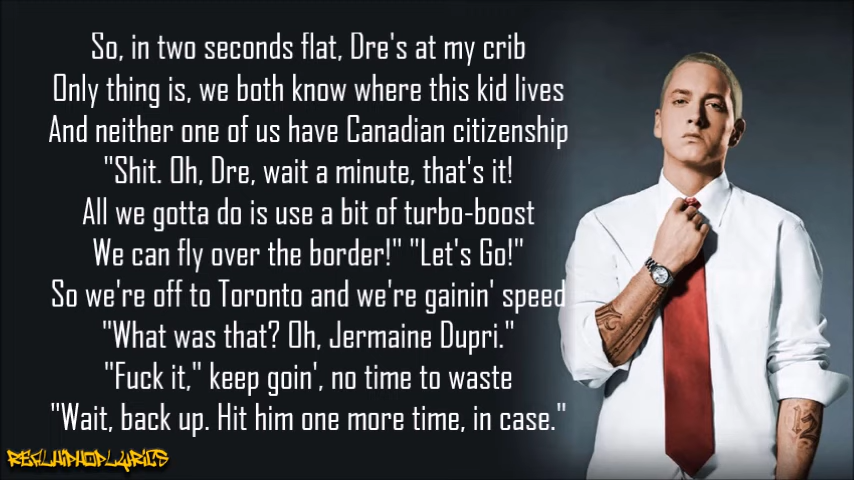 So, in two seconds flat, Dre's at my crib
Only thing is, we both know where this kid lives
And neither one of us have Canadian citizenship
"Shit. Oh, Dre, wait a minute, that's it!
All we gotta do is use a bit of turbo-boost
We can fly over the border!" "Let's Go!"
So we're off to Toronto and we're gainin' speed
"What was that? Oh, Jermaine Dupri."
"Fuck it," keep goin', no time to waste
"Wait, back up. Hit him one more time, in case."
REALHIPHOPLYRICS